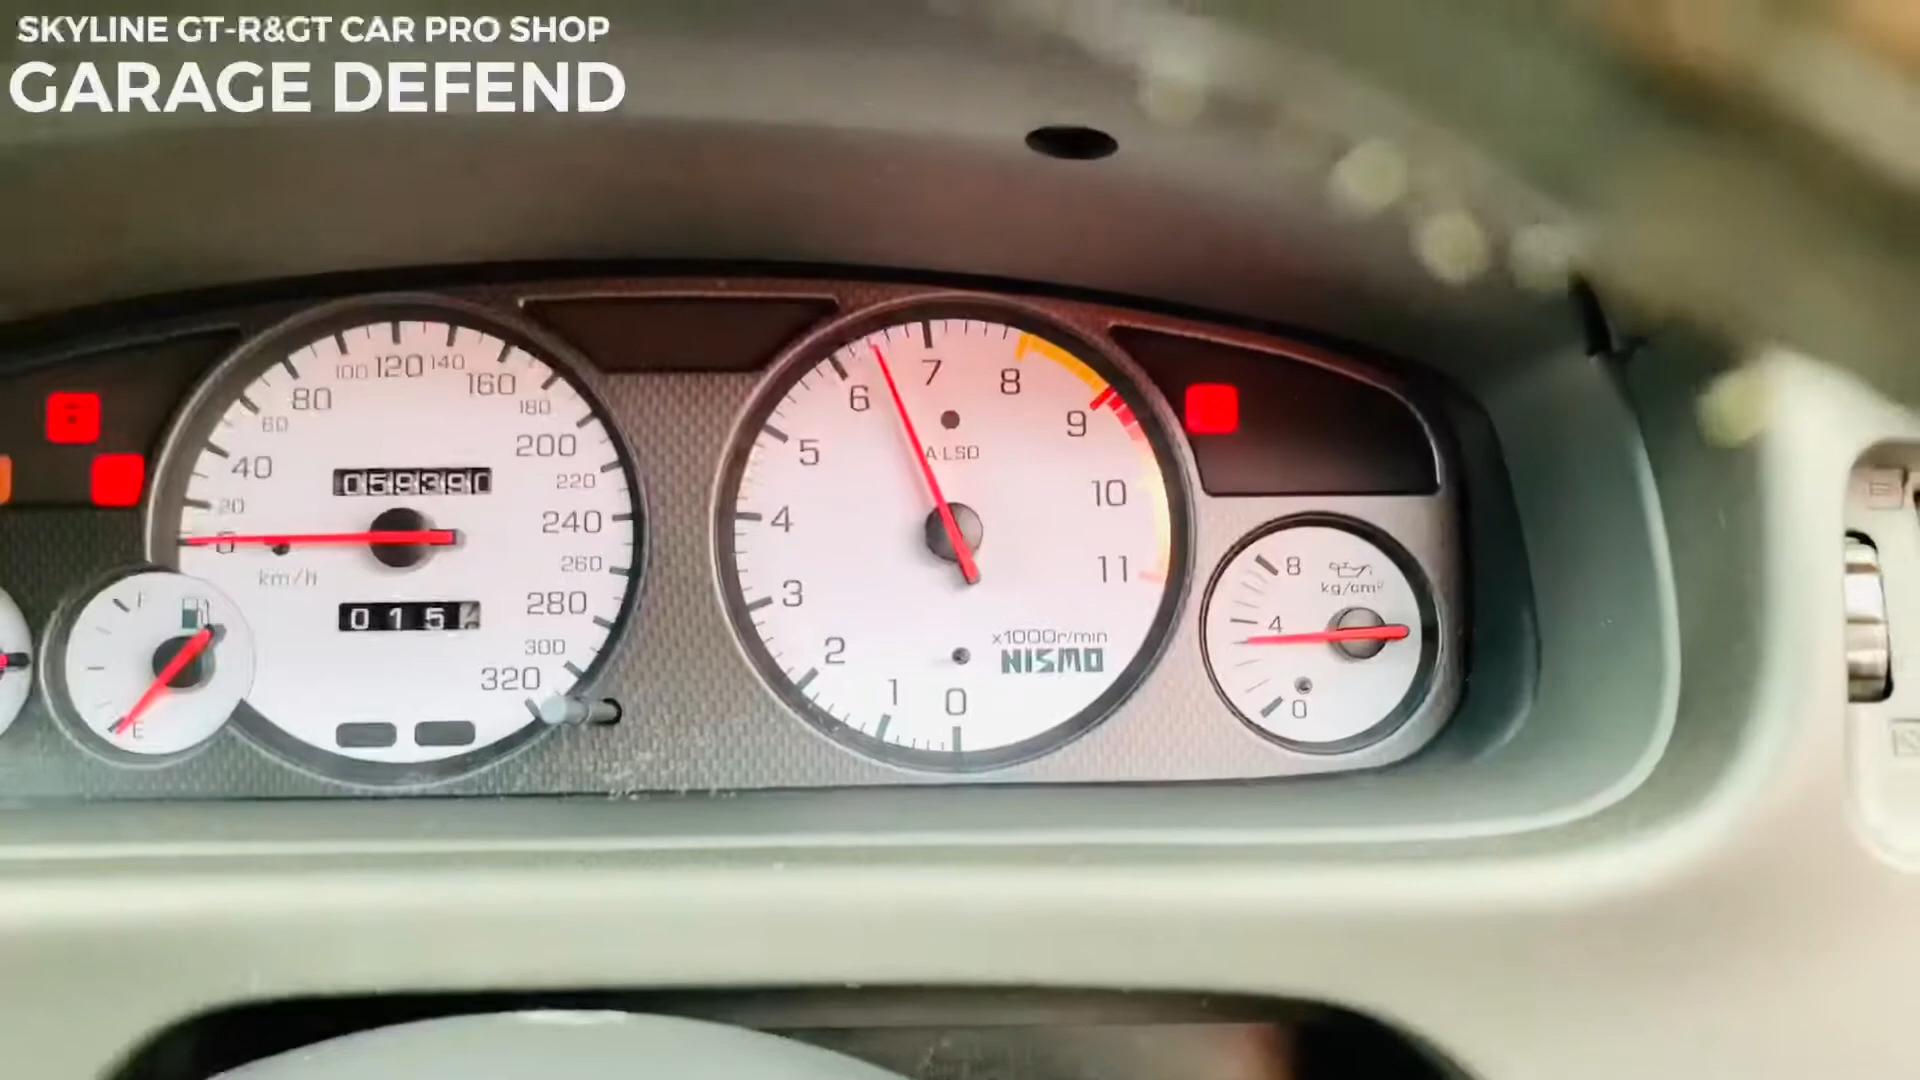 SKYLINE GT-R&GT CAR PRO SHOP
GARAGE DEFEND
0 20 40 60 80 100 120 140 160 180 200 220 240 260 280 300 320
059390
km/h
015
F
E
0 1 2 3 4 5 6 7 8 9 10 11
A-LSD
x1000r/min
NISMO
8
kg/cm²
4
0